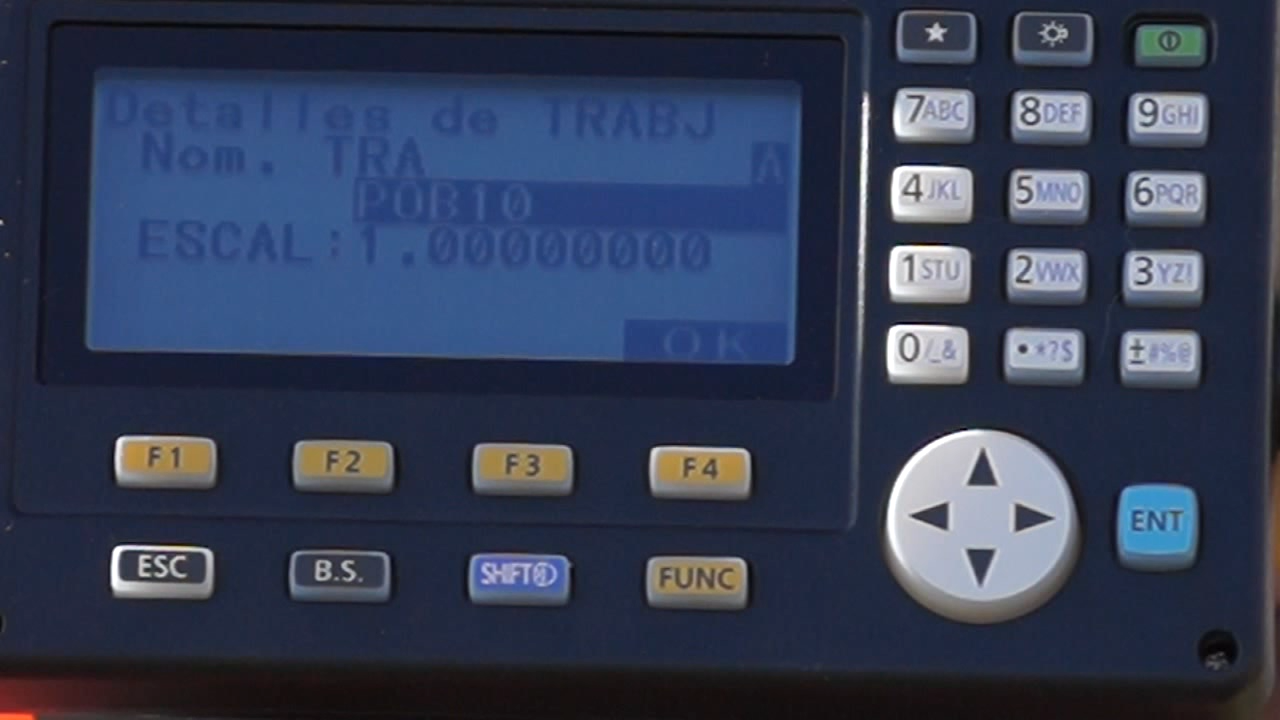 Detalles de TRABJ
Nom. TRA
A
POB10
ESCAL:1.00000000
OK
7ABC 8DEF 9GHI
4JKL 5MNO 6PQR
1STU 2VWX 3YZ!
0/_& •*?$ ±#%@
F1 F2 F3 F4
ESC B.S. SHIFT FUNC
ENT